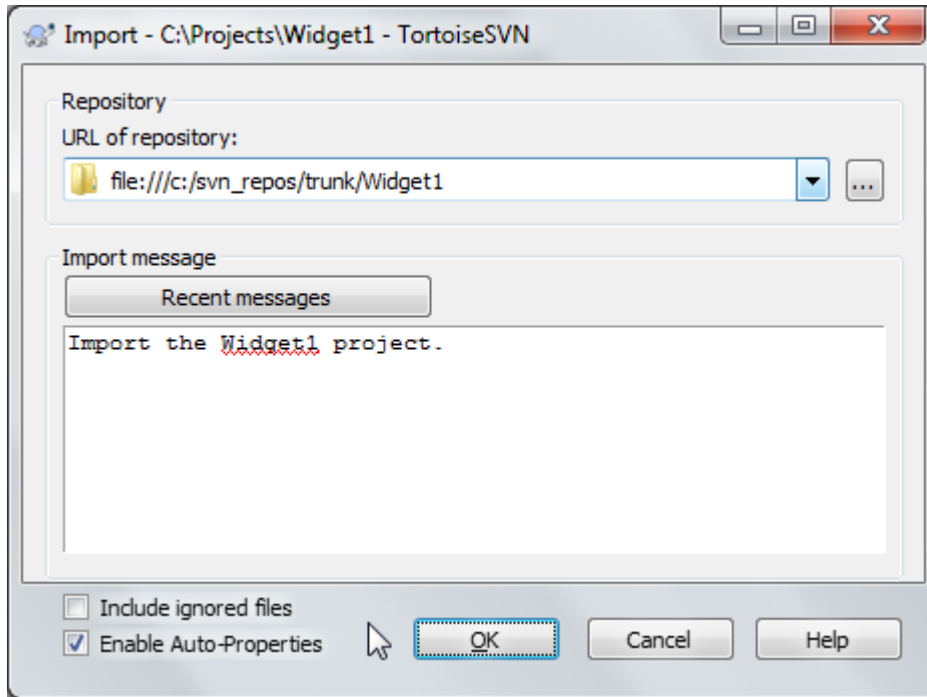 Import - C:\Projects\Widget1 - TortoiseSVN
Repository
URL of repository:
file:///c:/svn_repos/trunk/Widget1
...
Import message
Recent messages
Import the Widget1 project.
Include ignored files
Enable Auto-Properties
OK
Cancel
Help